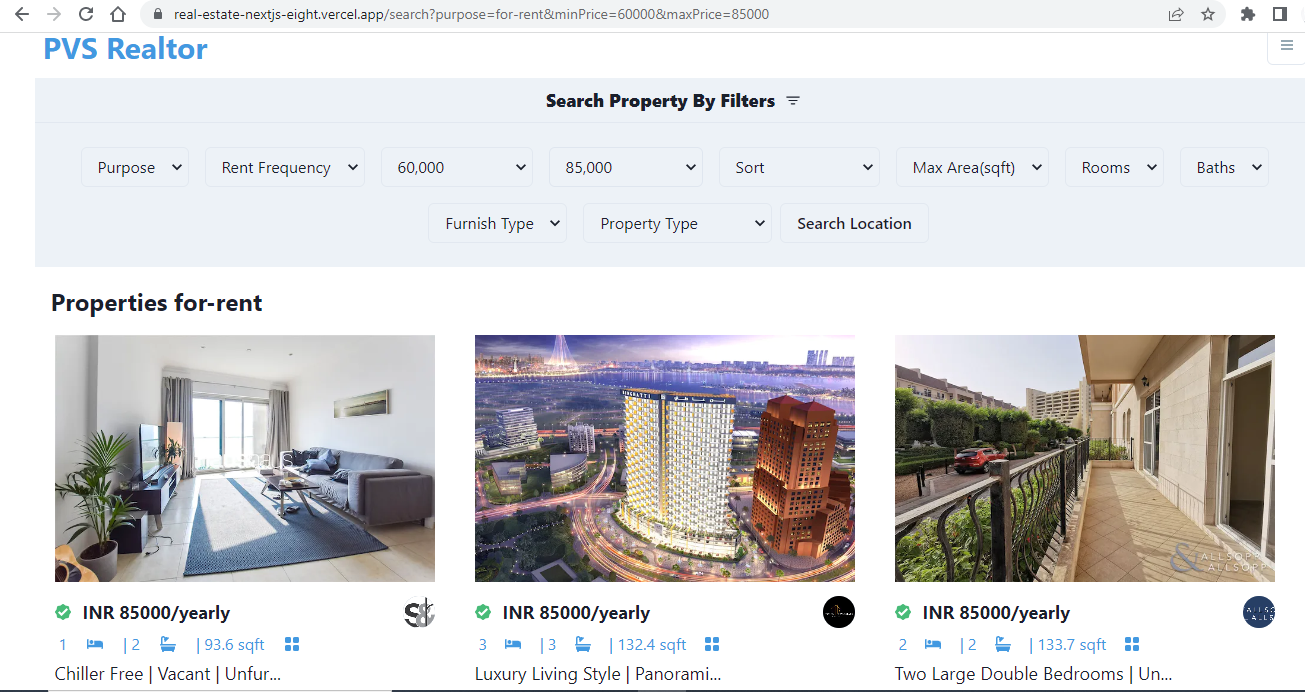 real-estate-nextjs-eight.vercel.app/search?purpose=for-rent&minPrice=60000&maxPrice=85000
PVS Realtor
Search Property By Filters
Purpose Rent Frequency 60,000 85,000 Sort Max Area(sqft) Rooms Baths
Furnish Type Property Type Search Location
Properties for-rent
BINGHATTI
& ALLSOPP
ALLSOPP
INR 85000/yearly INR 85000/yearly INR 85000/yearly
1 | 2 | 93.6 sqft 3 | 3 | 132.4 sqft 2 | 2 | 133.7 sqft
Chiller Free | Vacant | Unfur... Luxury Living Style | Panorami... Two Large Double Bedrooms | Un...